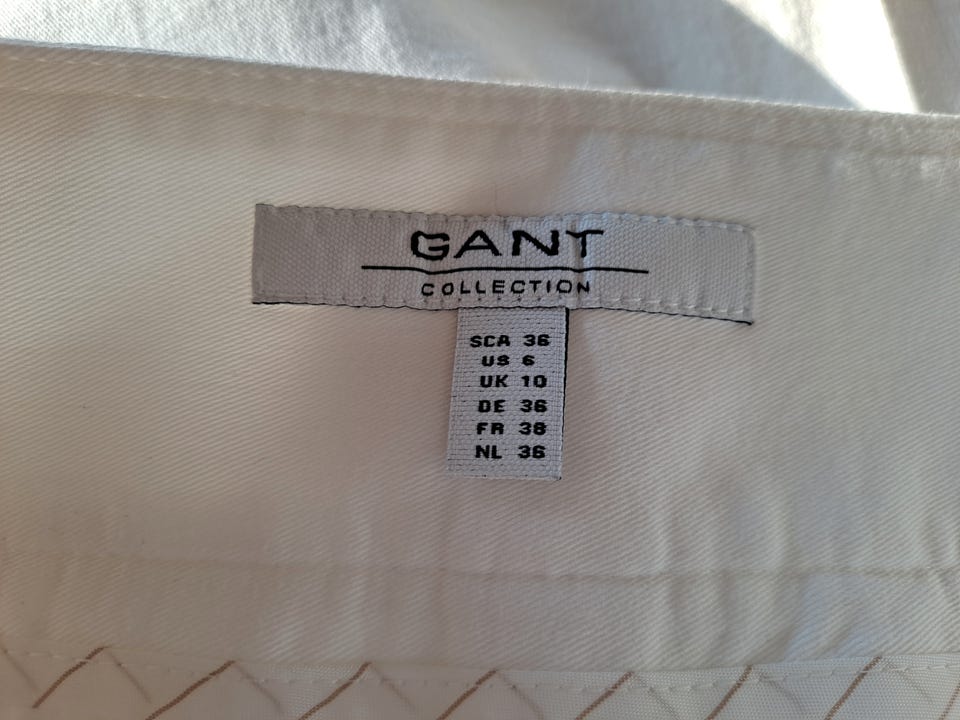 GANT
COLLECTION
SCA 36
US 6
UK 10
DE 36
FR 38
NL 36